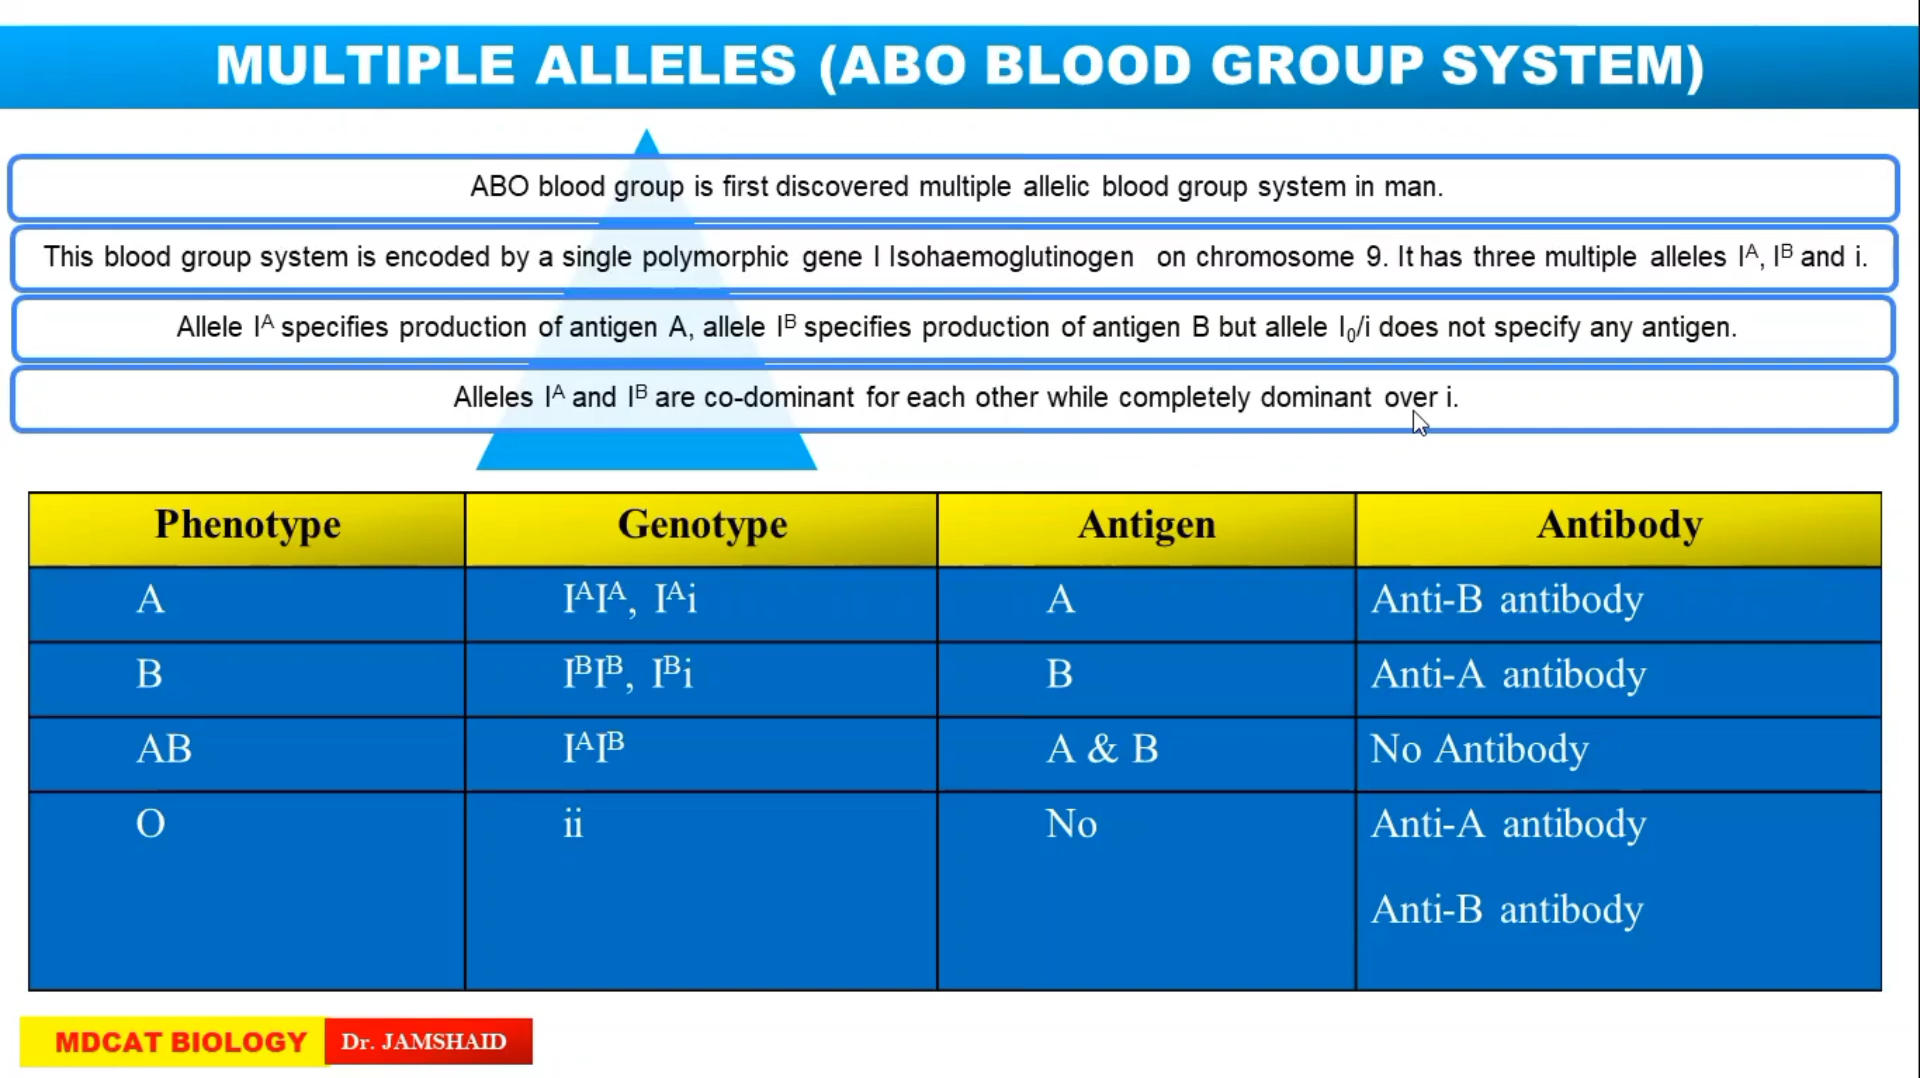 MULTIPLE ALLELES (ABO BLOOD GROUP SYSTEM)
ABO blood group is first discovered multiple allelic blood group system in man.
This blood group system is encoded by a single polymorphic gene I Isohaemoglutinogen on chromosome 9. It has three multiple alleles Iᴬ, Iᴮ and i.
Allele Iᴬ specifies production of antigen A, allele Iᴮ specifies production of antigen B but allele I₀/i does not specify any antigen.
Alleles Iᴬ and Iᴮ are co-dominant for each other while completely dominant over i.
Phenotype Genotype Antigen Antibody
A IᴬIᴬ, Iᴬi A Anti-B antibody
B IᴮIᴮ, Iᴮi B Anti-A antibody
AB IᴬIᴮ A & B No Antibody
O ii No Anti-A antibody
Anti-B antibody
MDCAT BIOLOGY Dr. JAMSHAID